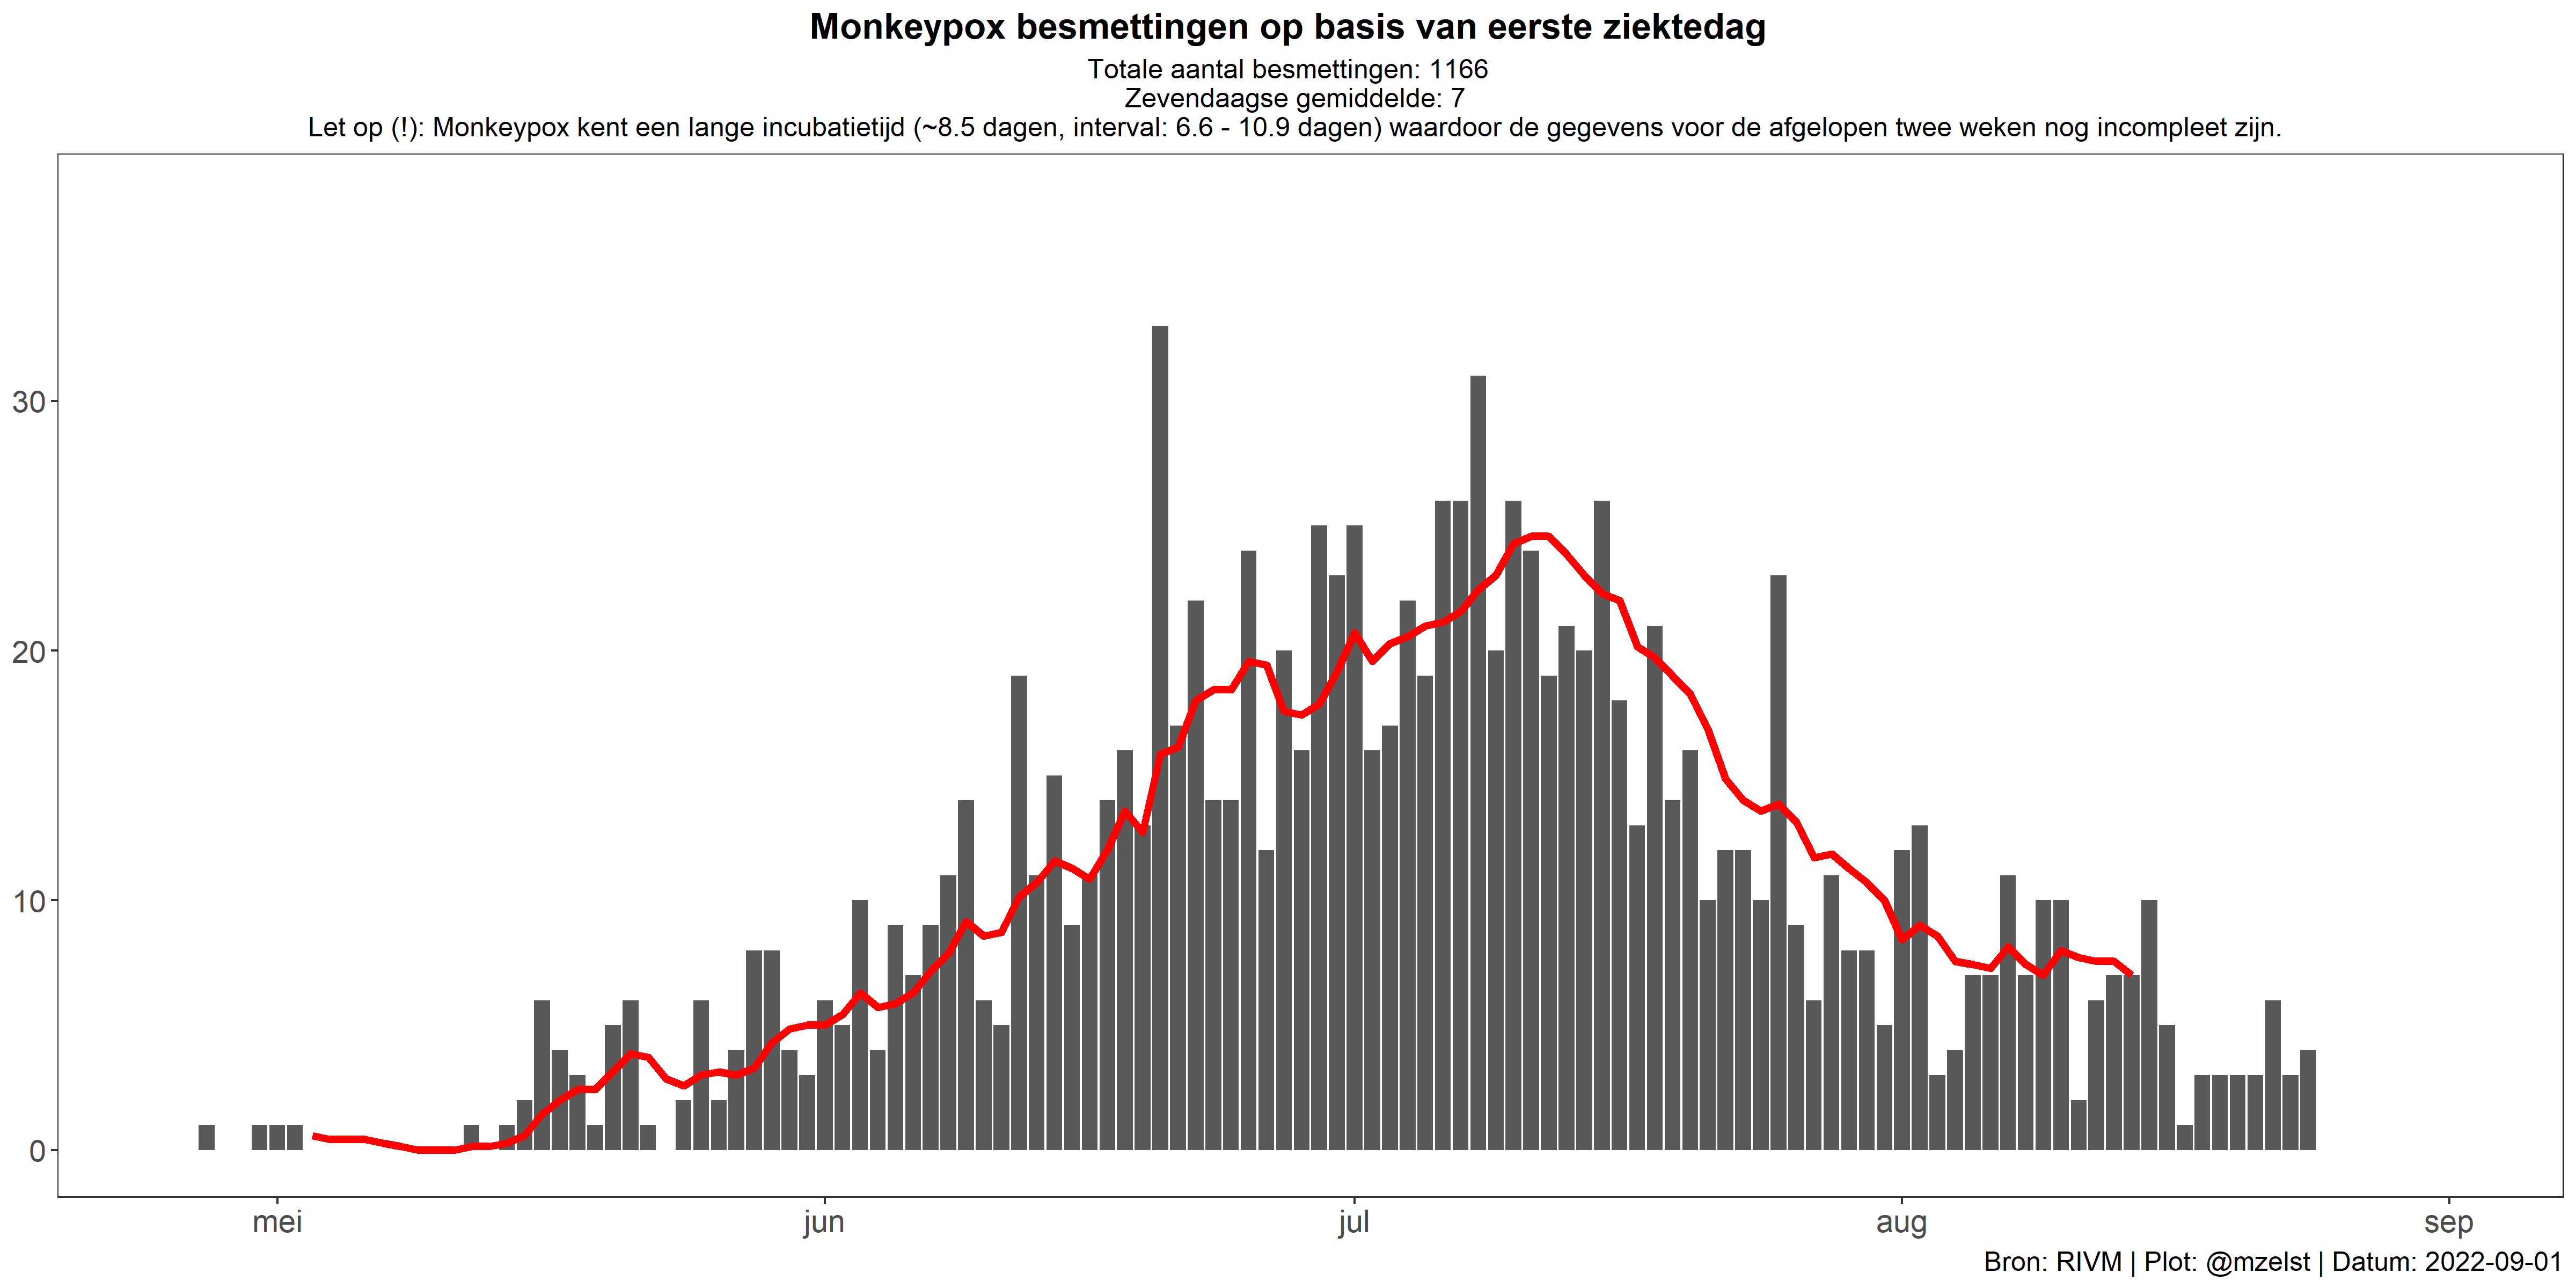 Monkeypox besmettingen op basis van eerste ziektedag
Totale aantal besmettingen: 1166
Zevendaagse gemiddelde: 7
Let op (!): Monkeypox kent een lange incubatietijd (~8.5 dagen, interval: 6.6 - 10.9 dagen) waardoor de gegevens voor de afgelopen twee weken nog incompleet zijn.
30
20
10
0
mei jun jul aug sep
Bron: RIVM | Plot: @mzelst | Datum: 2022-09-01